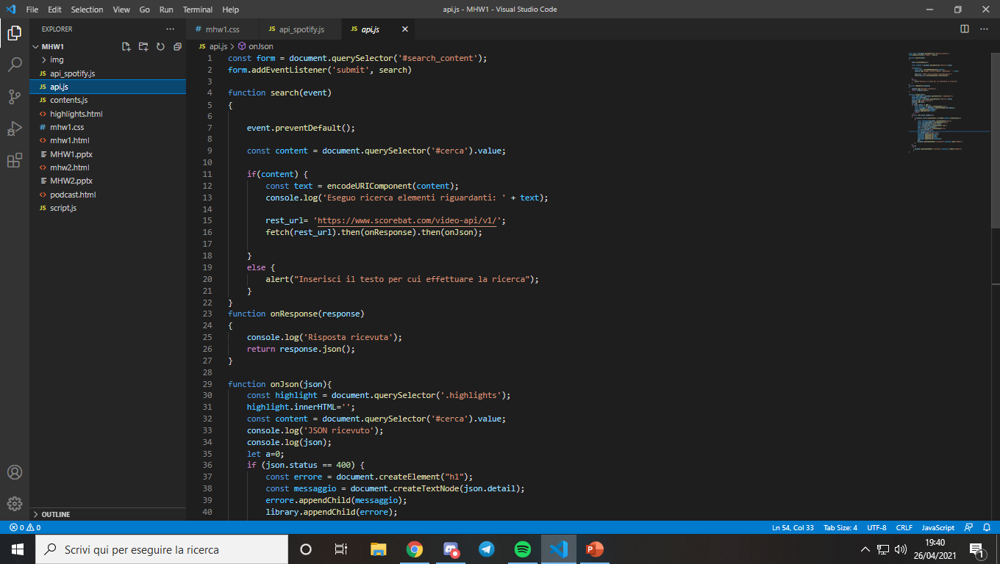 File Edit Selection View Go Run Terminal Help
api.js - MHW1 - Visual Studio Code
EXPLORER
# mhw1.css
JS api_spotify.js
JS api.js
MHW1
JS api.js > onJson
img
JS api_spotify.js
JS api.js
JS contents.js
<> highlights.html
# mhw1.css
<> mhw1.html
MHW1.pptx
<> mhw2.html
MHW2.pptx
<> podcast.html
JS script.js
OUTLINE
1 const form = document.querySelector('#search_content');
2 form.addEventListener('submit', search)
3
4 function search(event)
5 {
6
7 event.preventDefault();
8
9 const content = document.querySelector('#cerca').value;
10
11 if(content) {
12 const text = encodeURIComponent(content);
13 console.log('Eseguo ricerca elementi riguardanti: ' + text);
14
15 rest_url= 'https://www.scorebat.com/video-api/v1/';
16 fetch(rest_url).then(onResponse).then(onJson);
17
18 }
19 else {
20 alert("Inserisci il testo per cui effettuare la ricerca");
21 }
22 }
23 function onResponse(response)
24 {
25 console.log('Risposta ricevuta');
26 return response.json();
27 }
28
29 function onJson(json){
30 const highlight = document.querySelector('.highlights');
31 highlight.innerHTML='';
32 const content = document.querySelector('#cerca').value;
33 console.log('JSON ricevuto');
34 console.log(json);
35 let a=0;
36 if (json.status == 400) {
37 const errore = document.createElement("h1");
38 const messaggio = document.createTextNode(json.detail);
39 errore.appendChild(messaggio);
40 library.appendChild(errore);
0 0
Ln 54, Col 33 Tab Size: 4 UTF-8 CRLF JavaScript
Scrivi qui per eseguire la ricerca
19:40
26/04/2021
1